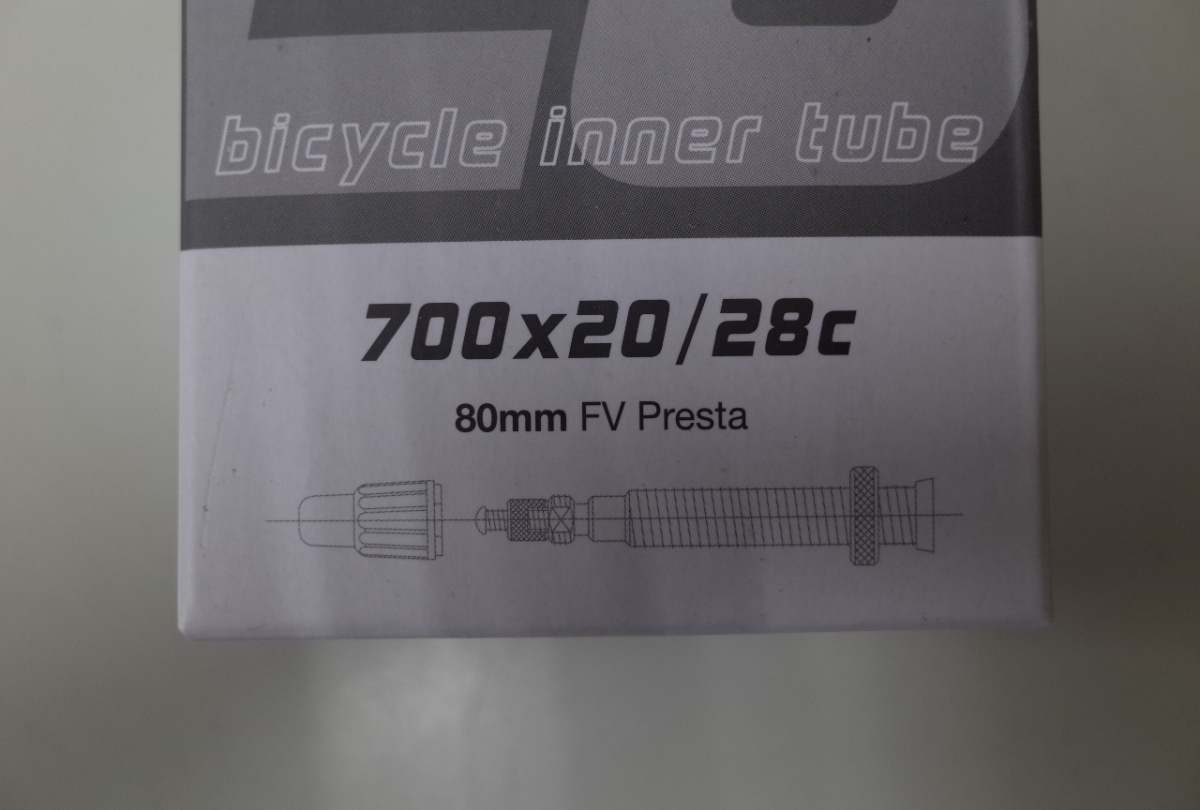 bicycle inner tube
700x20/28c
80mm FV Presta